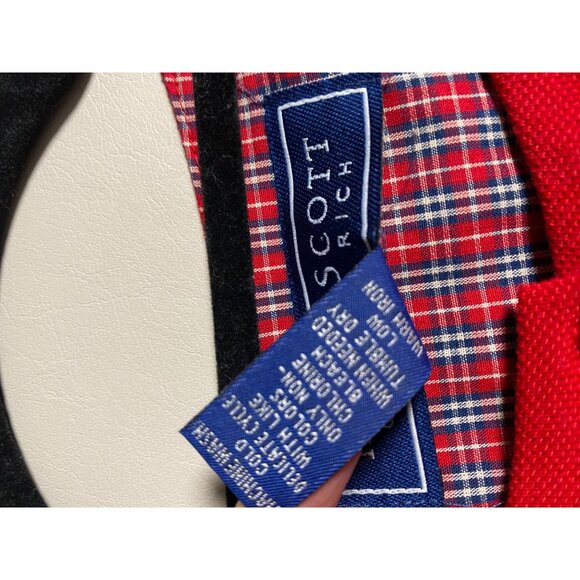 SCOTT
RICH
MACHINE WASH
COLD
DELICATE CYCLE
WITH LIKE
COLORS
ONLY NON-
CHLORINE
BLEACH
WHEN NEEDED
TUMBLE DRY
LOW
WARM IRON